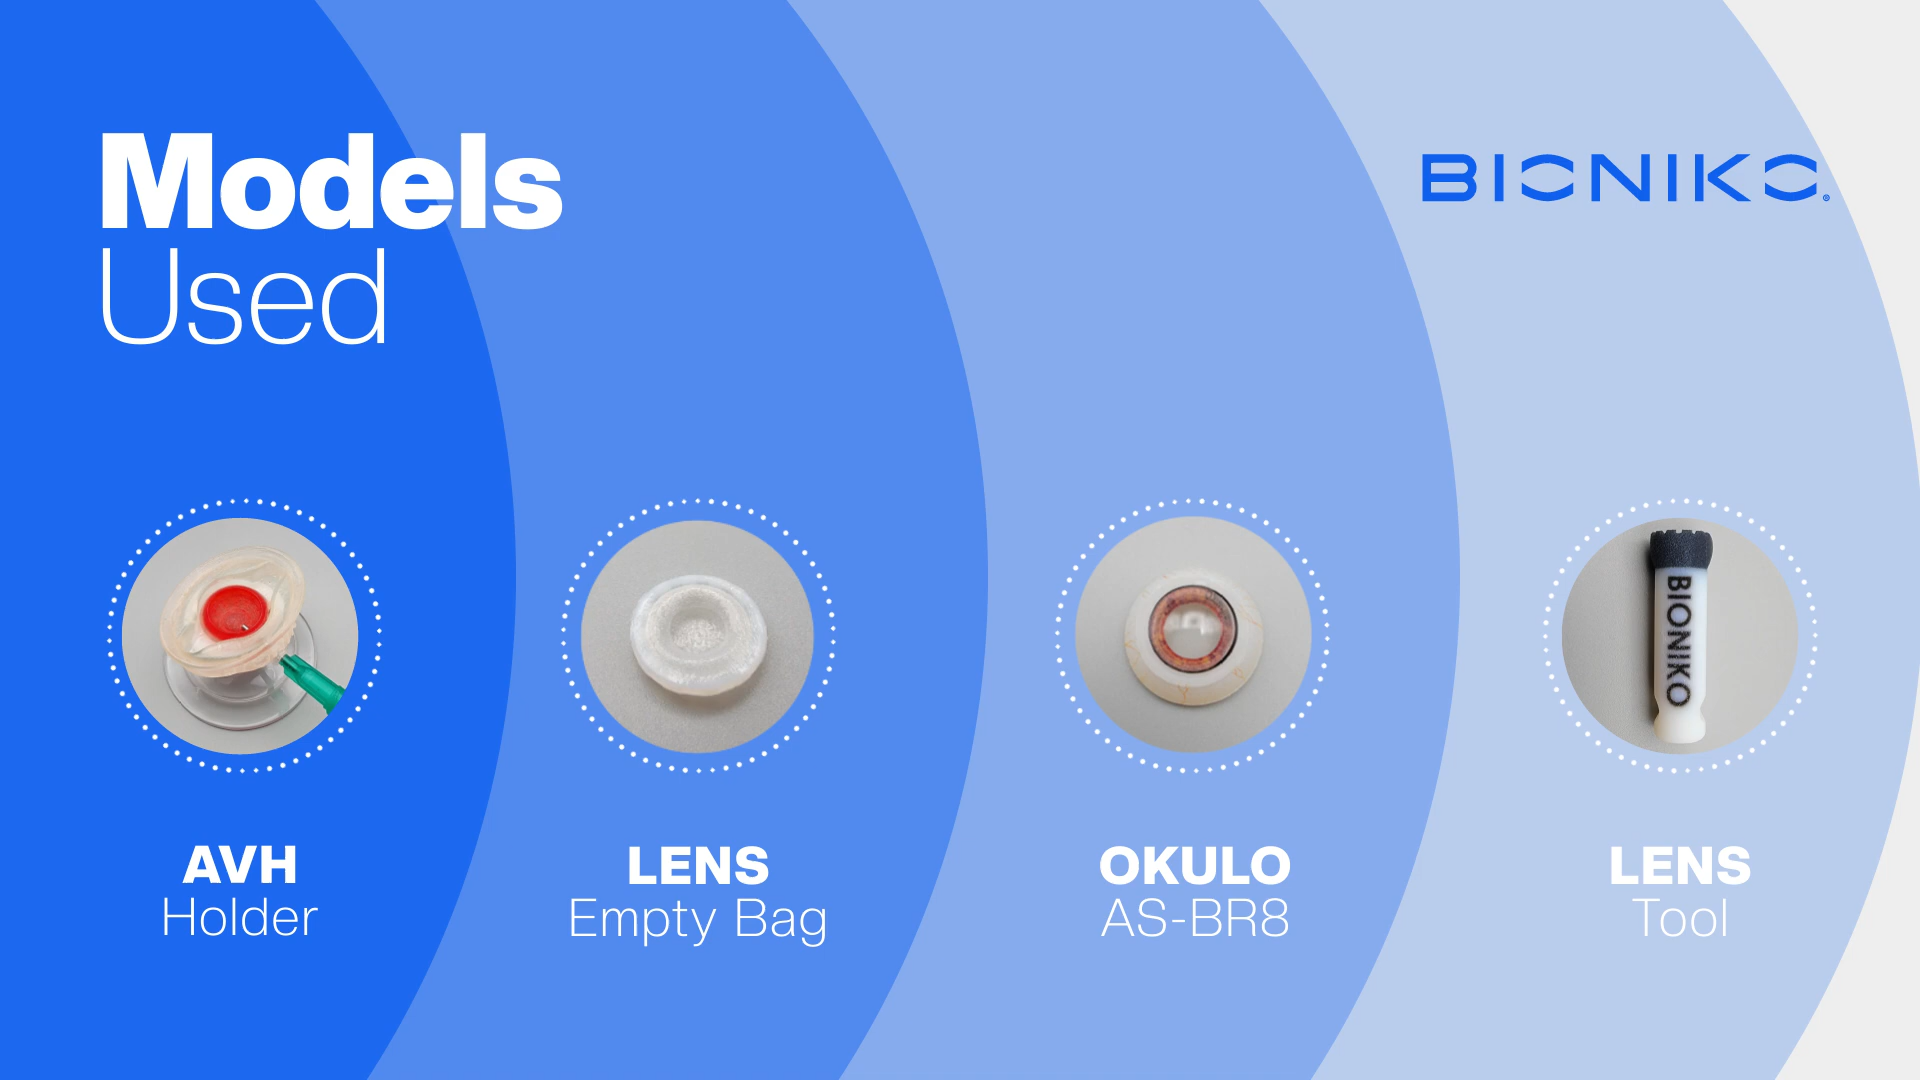 Models
Used
BIONIKO®
BIONIKO
AVH
Holder
LENS
Empty Bag
OKULO
AS-BR8
LENS
Tool